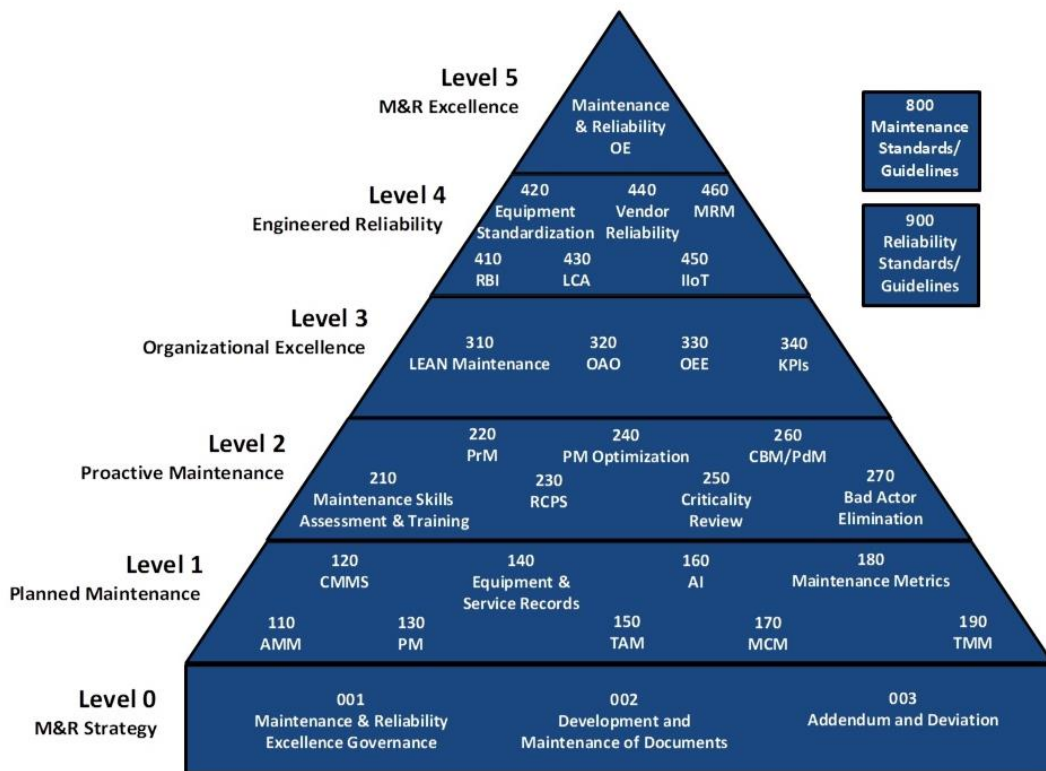 Level 5
M&R Excellence
Maintenance
& Reliability
OE
800
Maintenance
Standards/
Guidelines
900
Reliability
Standards/
Guidelines
Level 4
Engineered Reliability
420
Equipment
Standardization
440
Vendor
Reliability
460
MRM
410
RBI
430
LCA
450
IIoT
Level 3
Organizational Excellence
310
LEAN Maintenance
320
OAO
330
OEE
340
KPIs
Level 2
Proactive Maintenance
220
PrM
240
PM Optimization
260
CBM/PdM
210
Maintenance Skills
Assessment & Training
230
RCPS
250
Criticality
Review
270
Bad Actor
Elimination
Level 1
Planned Maintenance
120
CMMS
140
Equipment &
Service Records
160
AI
180
Maintenance Metrics
110
AMM
130
PM
150
TAM
170
MCM
190
TMM
Level 0
M&R Strategy
001
Maintenance & Reliability
Excellence Governance
002
Development and
Maintenance of Documents
003
Addendum and Deviation